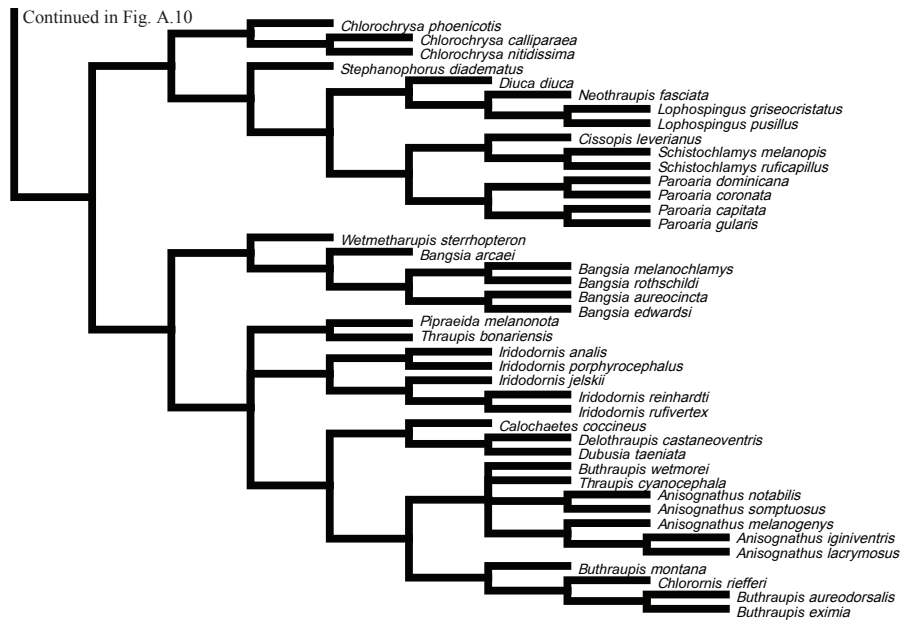 Continued in Fig. A.10
Chlorochrysa phoenicotis
Chlorochrysa calliparaea
Chlorochrysa nitidissima
Stephanophorus diadematus
Diuca diuca
Neothraupis fasciata
Lophospingus griseocristatus
Lophospingus pusillus
Cissopis leverianus
Schistochlamys melanopis
Schistochlamys ruficapillus
Paroaria dominicana
Paroaria coronata
Paroaria capitata
Paroaria gularis
Wetmetharupis sterrhopteron
Bangsia arcaei
Bangsia melanochlamys
Bangsia rothschildi
Bangsia aureocincta
Bangsia edwardsi
Pipraeida melanonota
Thraupis bonariensis
Iridodornis analis
Iridodornis porphyrocephalus
Iridodornis jelskii
Iridodornis reinhardti
Iridodornis rufivertex
Calochaetes coccineus
Delothraupis castaneoventris
Dubusia taeniata
Buthraupis wetmorei
Thraupis cyanocephala
Anisognathus notabilis
Anisognathus somptuosus
Anisognathus melanogenys
Anisognathus iginiventris
Anisognathus lacrymosus
Buthraupis montana
Chlorornis riefferi
Buthraupis aureodorsalis
Buthraupis eximia